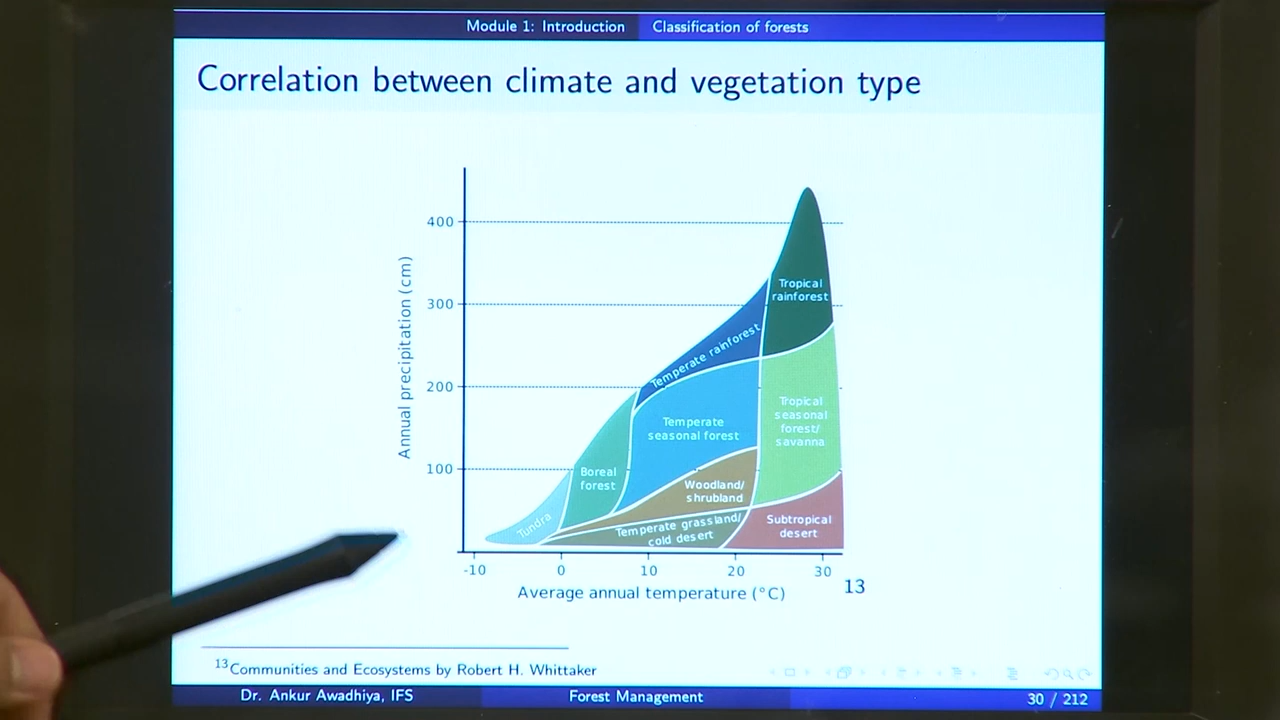 Module 1: Introduction
Classification of forests
Correlation between climate and vegetation type
Annual precipitation (cm)
400
300
200
100
Tropical
rainforest
Temperate rainforest
Tropical
seasonal
forest/
savanna
Temperate
seasonal forest
Boreal
forest
Woodland/
shrubland
Tundra
Temperate grassland/
cold desert
Subtropical
desert
-10 0 10 20 30
Average annual temperature (°C)
13
13 Communities and Ecosystems by Robert H. Whittaker
Dr. Ankur Awadhiya, IFS
Forest Management
30 / 212